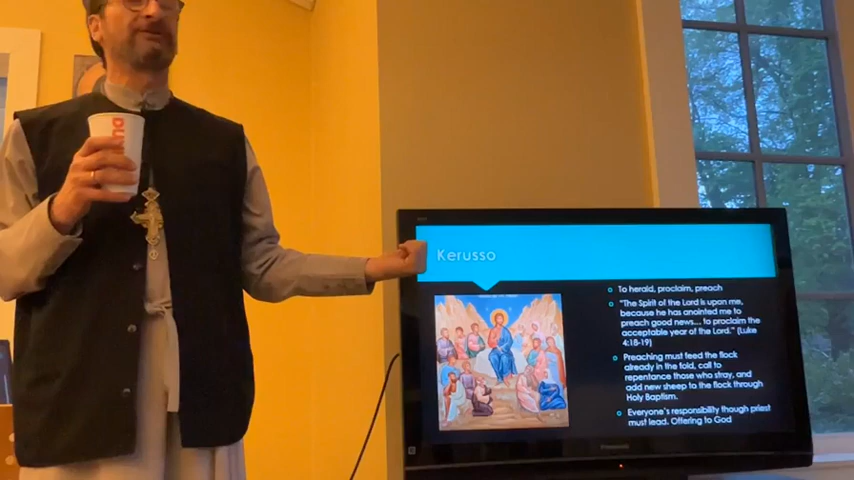 DUN
Kerusso
To herald, proclaim, preach
"The Spirit of the Lord is upon me,
because he has anointed me to
preach good news... to proclaim the
acceptable year of the Lord." (Luke
4:18-19)
Preaching must feed the flock
already in the fold, call to
repentance those who stray, and
add new sheep to the flock through
Holy Baptism.
Everyone's responsibility though priest
must lead. Offering to God
Panasonic